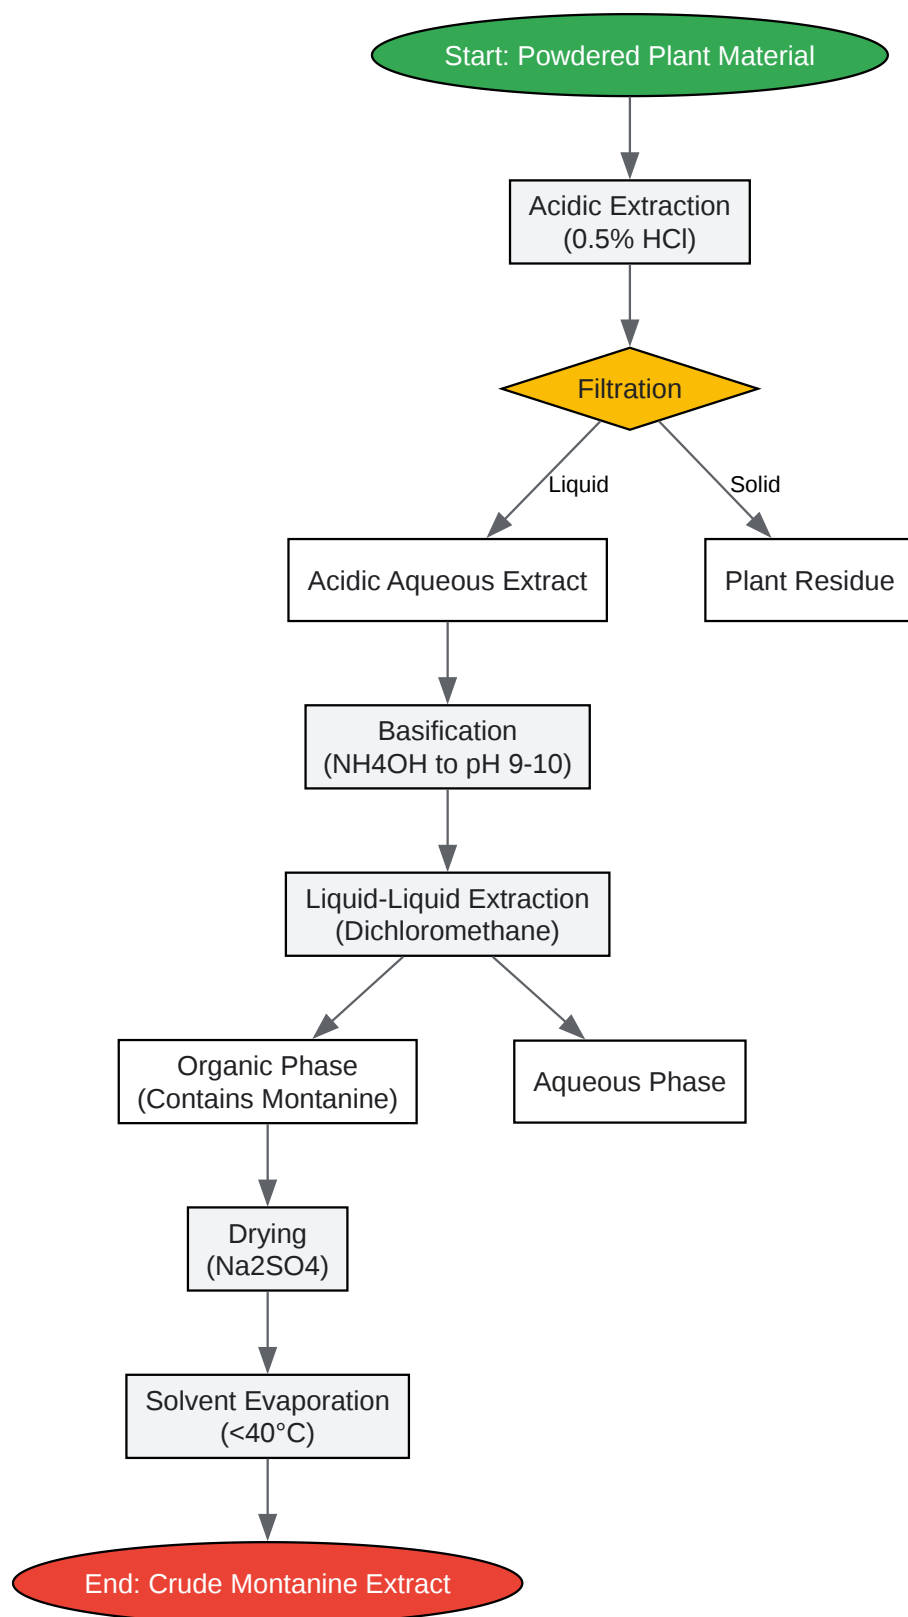 Start: Powdered Plant Material
Acidic Extraction
(0.5% HCl)
Filtration
Liquid
Solid
Acidic Aqueous Extract
Plant Residue
Basification
(NH4OH to pH 9-10)
Liquid-Liquid Extraction
(Dichloromethane)
Organic Phase
(Contains Montanine)
Aqueous Phase
Drying
(Na2SO4)
Solvent Evaporation
(<40°C)
End: Crude Montanine Extract